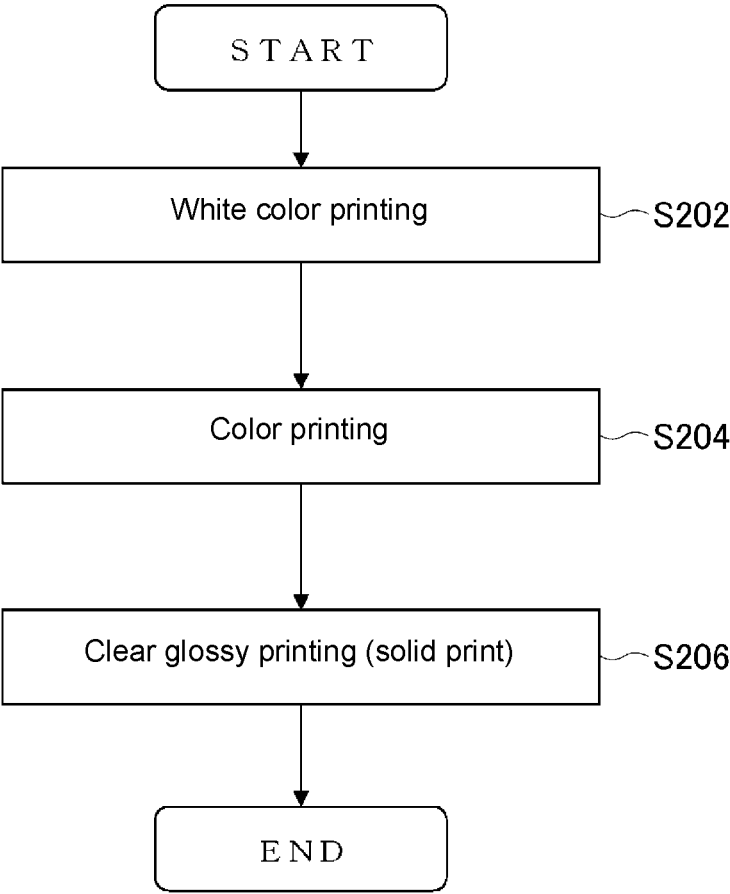 START
White color printing
S202
Color printing
S204
Clear glossy printing (solid print)
S206
END